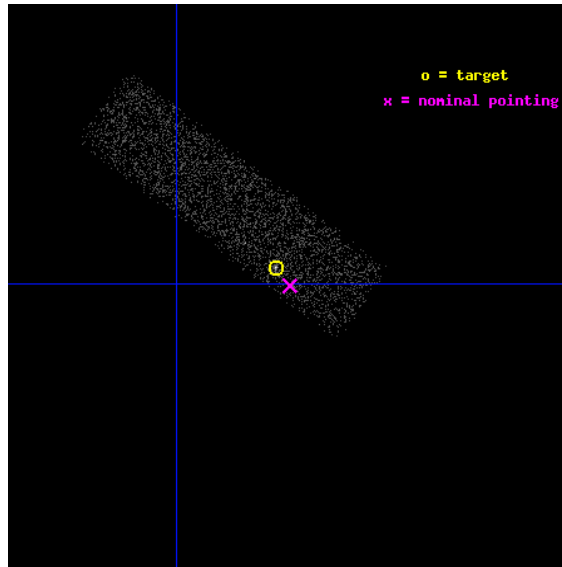 o = target
x = nominal pointing